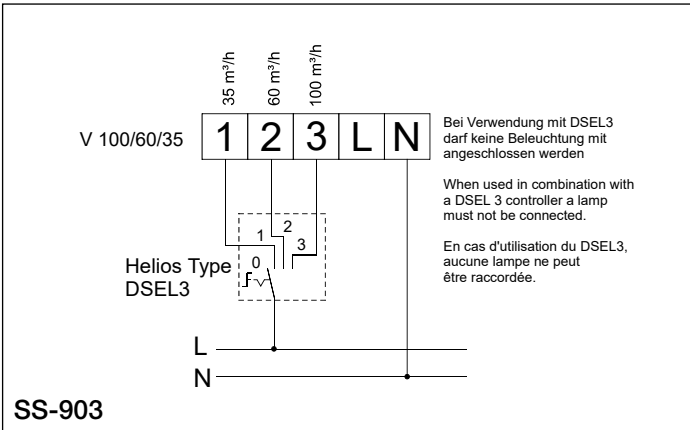 35 m³/h
60 m³/h
100 m³/h
V 100/60/35
1 2 3 L N
Bei Verwendung mit DSEL3
darf keine Beleuchtung mit
angeschlossen werden
When used in combination with
a DSEL 3 controller a lamp
must not be connected.
En cas d'utilisation du DSEL3,
aucune lampe ne peut
être raccordée.
2
1
3
0
Helios Type
DSEL3
L
N
SS-903